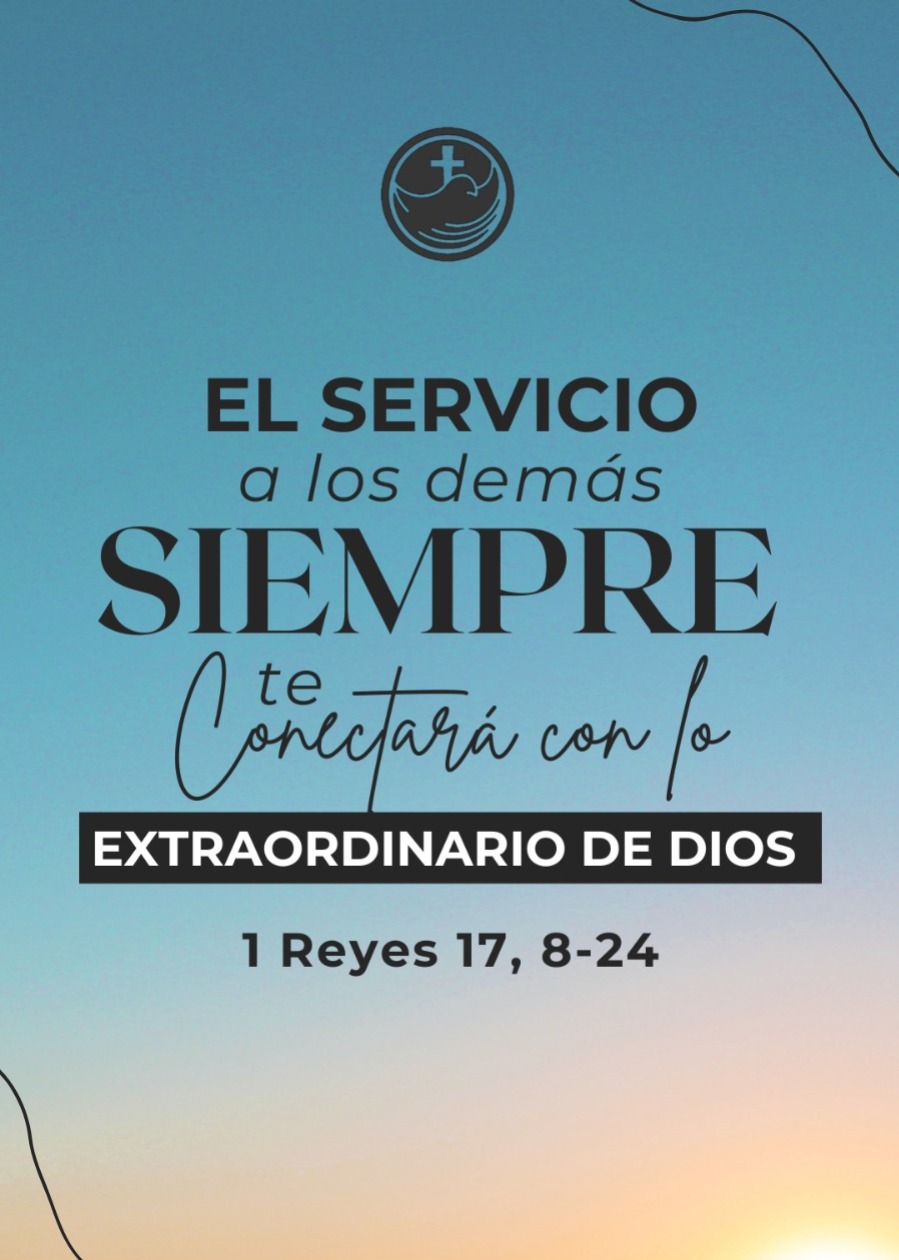 EL SERVICIO
a los demás
SIEMPRE
te
Conectará con lo
EXTRAORDINARIO DE DIOS
1 Reyes 17, 8-24